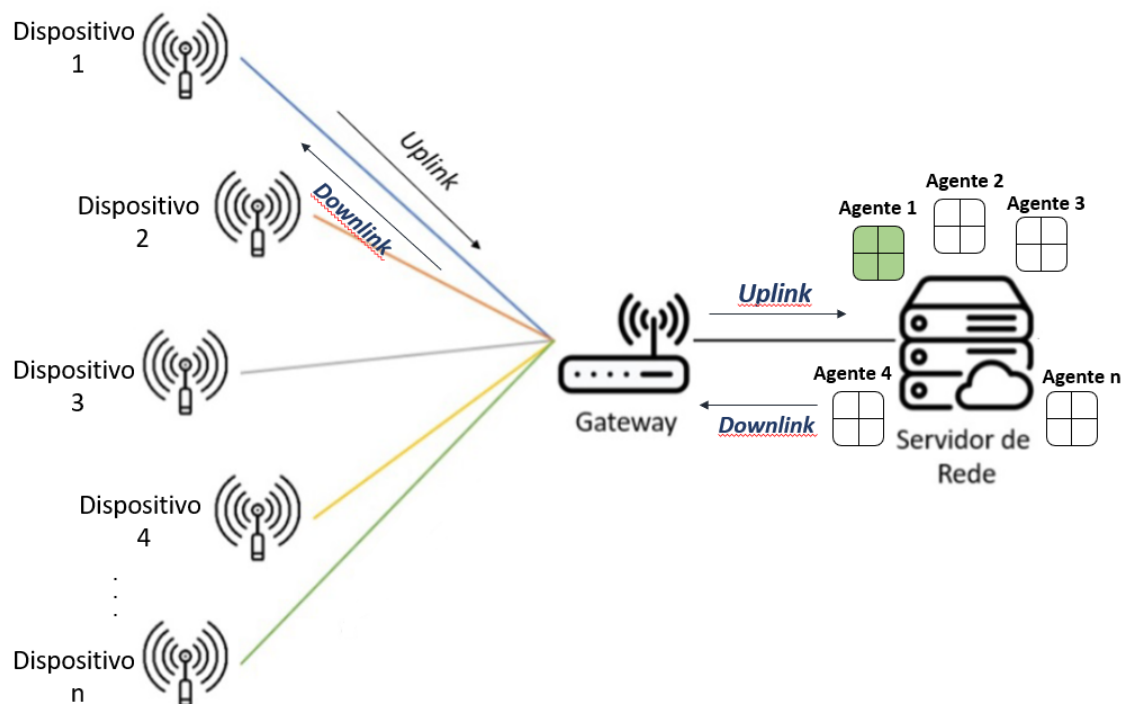 Dispositivo
1
Uplink
Downlink
Dispositivo
2
Dispositivo
3
Dispositivo
4
.
.
.
Dispositivo
n
Gateway
Uplink
Downlink
Agente 1
Agente 2
Agente 3
Agente 4
Agente n
Servidor de
Rede